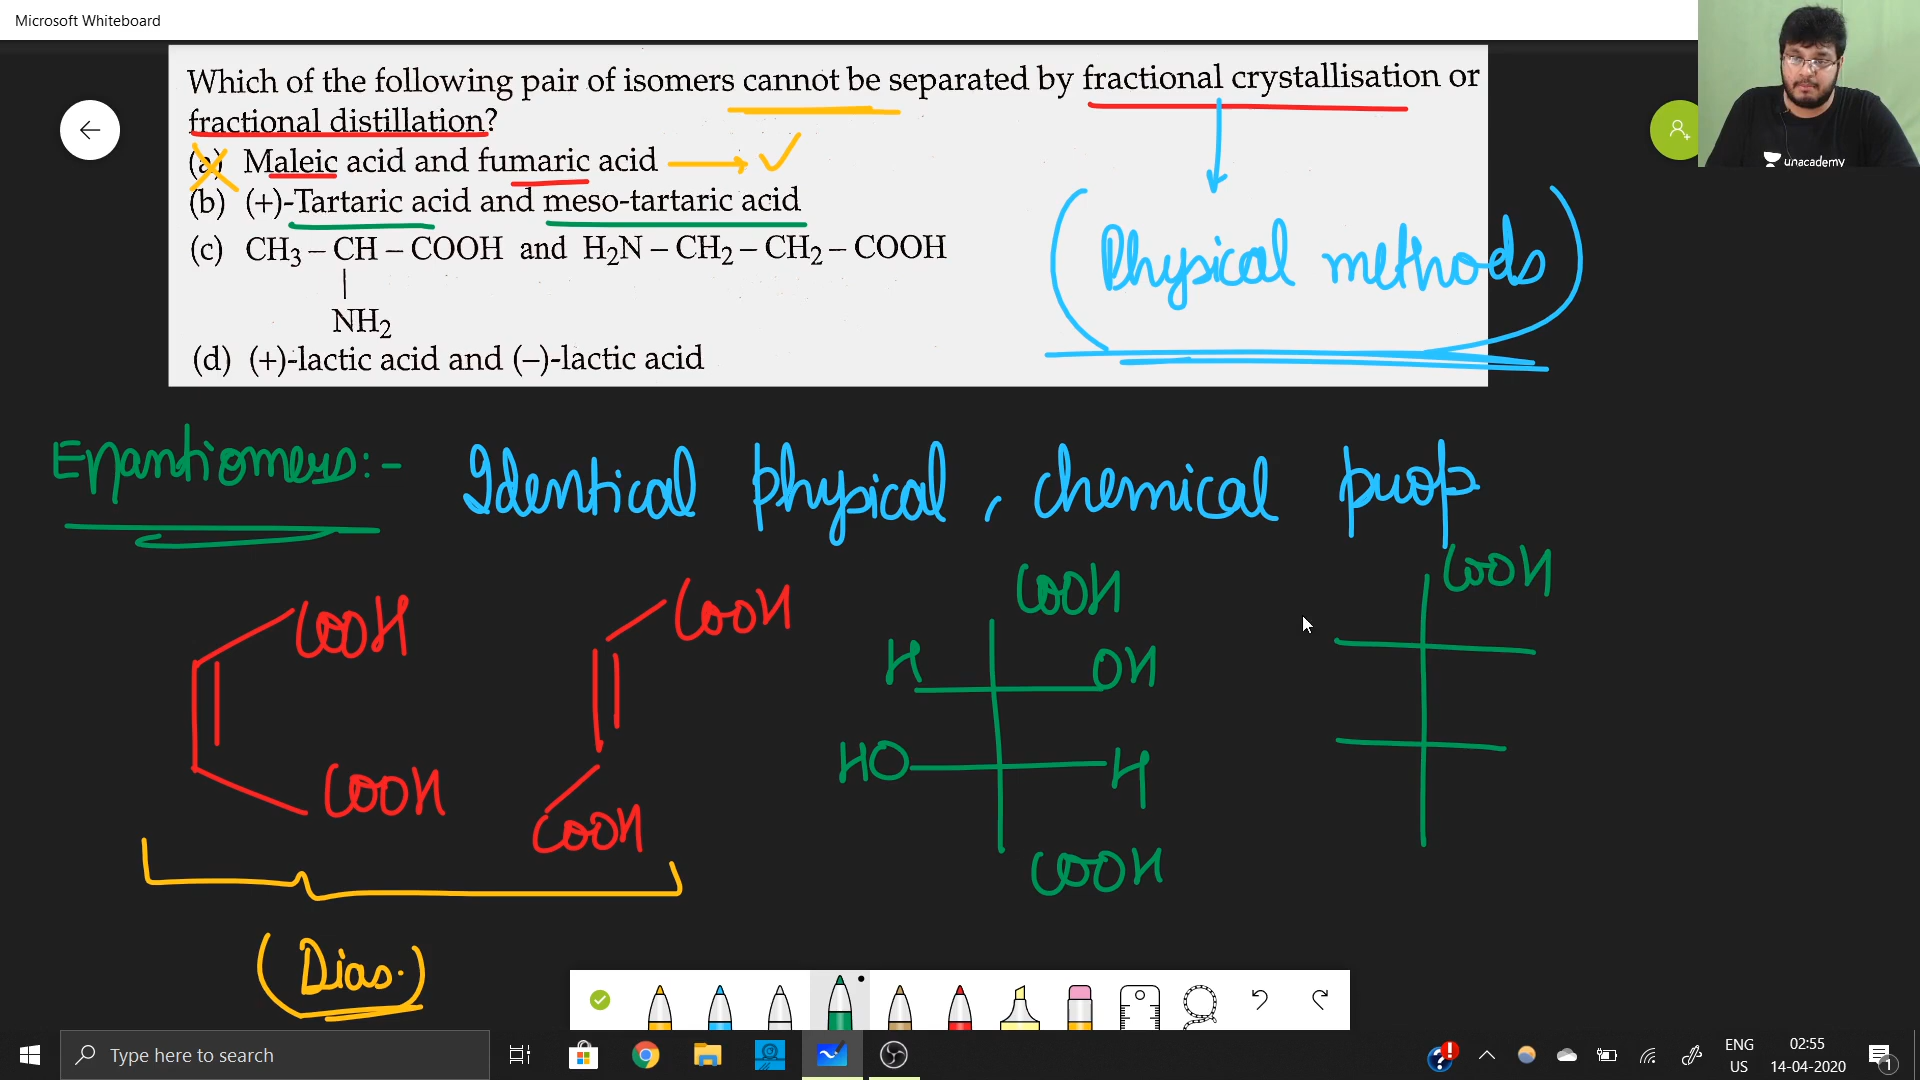 Microsoft Whiteboard
Which of the following pair of isomers cannot be separated by fractional crystallisation or
fractional distillation?
(a) Maleic acid and fumaric acid
(b) (+)-Tartaric acid and meso-tartaric acid
(c) CH3 – CH – COOH and H2N – CH2 – CH2 – COOH
NH2
(d) (+)-lactic acid and (–)-lactic acid
(Physical methods)
unacademy
Enantiomers:- Identical physical, chemical prop
COOH
COOH
COOH
COOH
COOH
H OH
HO H
COOH
COOH
(Dias.)
Type here to search
ENG
US
02:55
14-04-2020
1